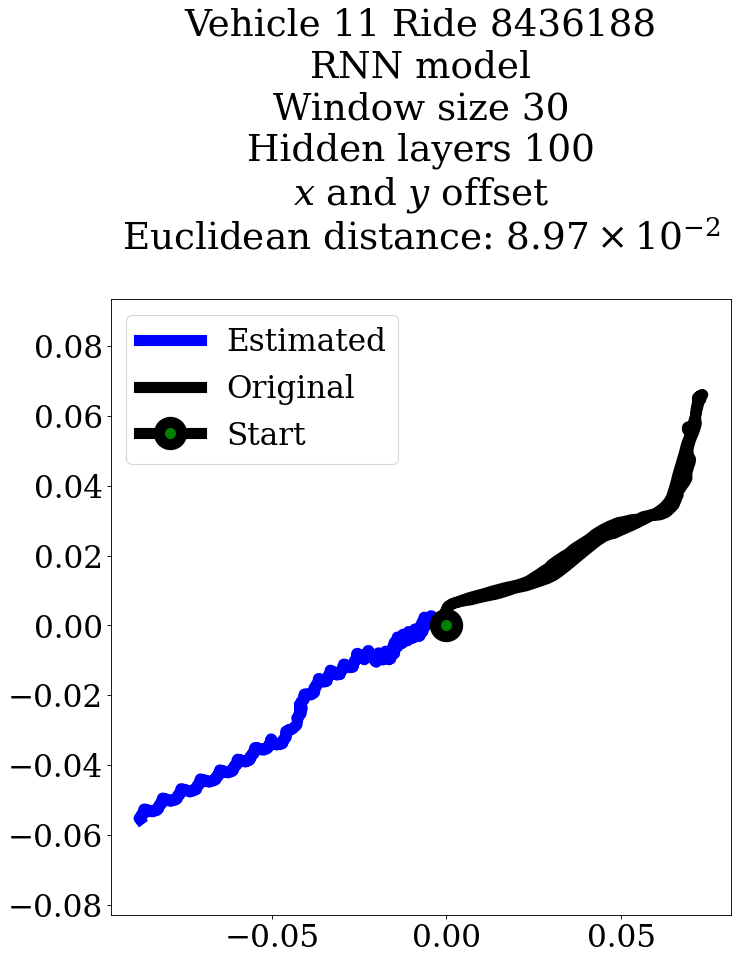 Vehicle 11 Ride 8436188
RNN model
Window size 30
Hidden layers 100
x and y offset
Euclidean distance: 8.97 × 10⁻²
Estimated
Original
Start
0.08
0.06
0.04
0.02
0.00
−0.02
−0.04
−0.06
−0.08
−0.05 0.00 0.05